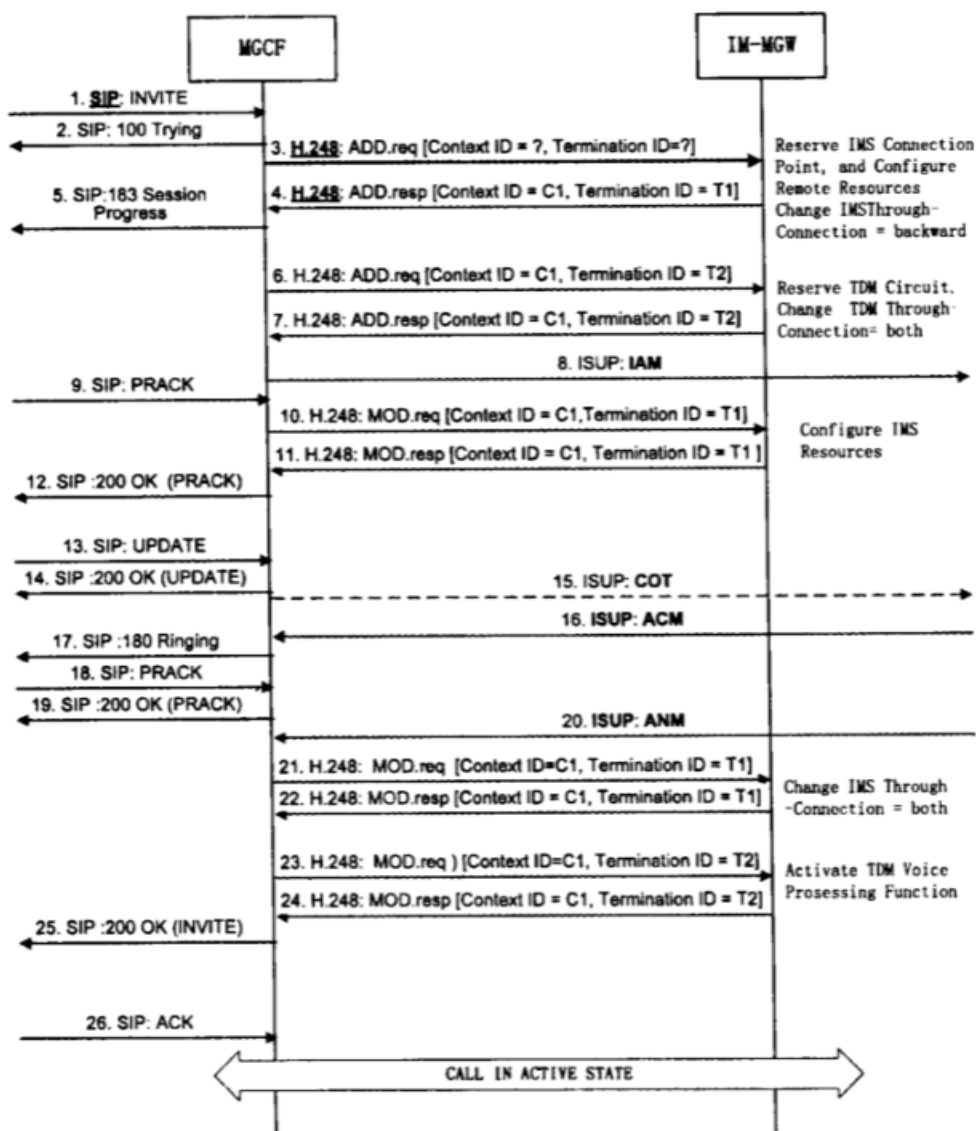 MGCF
IM-MGW
1. SIP: INVITE
2. SIP: 100 Trying
3. H.248: ADD.req [Context ID = ?, Termination ID=?]
Reserve IMS Connection
Point, and Configure
Remote Resources
Change IMSThrough-
Connection = backward
4. H.248: ADD.resp [Context ID = C1, Termination ID = T1]
5. SIP:183 Session
Progress
6. H.248: ADD.req [Context ID = C1, Termination ID = T2]
Reserve TDM Circuit,
Change TDM Through-
Connection= both
7. H.248: ADD.resp [Context ID = C1, Termination ID = T2]
8. ISUP: IAM
9. SIP: PRACK
10. H.248: MOD.req [Context ID = C1,Termination ID = T1]
Configure IMS
Resources
11. H.248: MOD.resp [Context ID = C1, Termination ID = T1 ]
12. SIP :200 OK (PRACK)
13. SIP: UPDATE
14. SIP :200 OK (UPDATE)
15. ISUP: COT
16. ISUP: ACM
17. SIP :180 Ringing
18. SIP: PRACK
19. SIP :200 OK (PRACK)
20. ISUP: ANM
21. H.248: MOD.req [Context ID=C1, Termination ID = T1]
Change IMS Through
-Connection = both
22. H.248: MOD.resp [Context ID = C1, Termination ID = T1]
23. H.248: MOD.req ) [Context ID=C1, Termination ID = T2]
Activate TDM Voice
Prosessing Function
24. H.248: MOD.resp [Context ID = C1, Termination ID = T2]
25. SIP :200 OK (INVITE)
26. SIP: ACK
CALL IN ACTIVE STATE